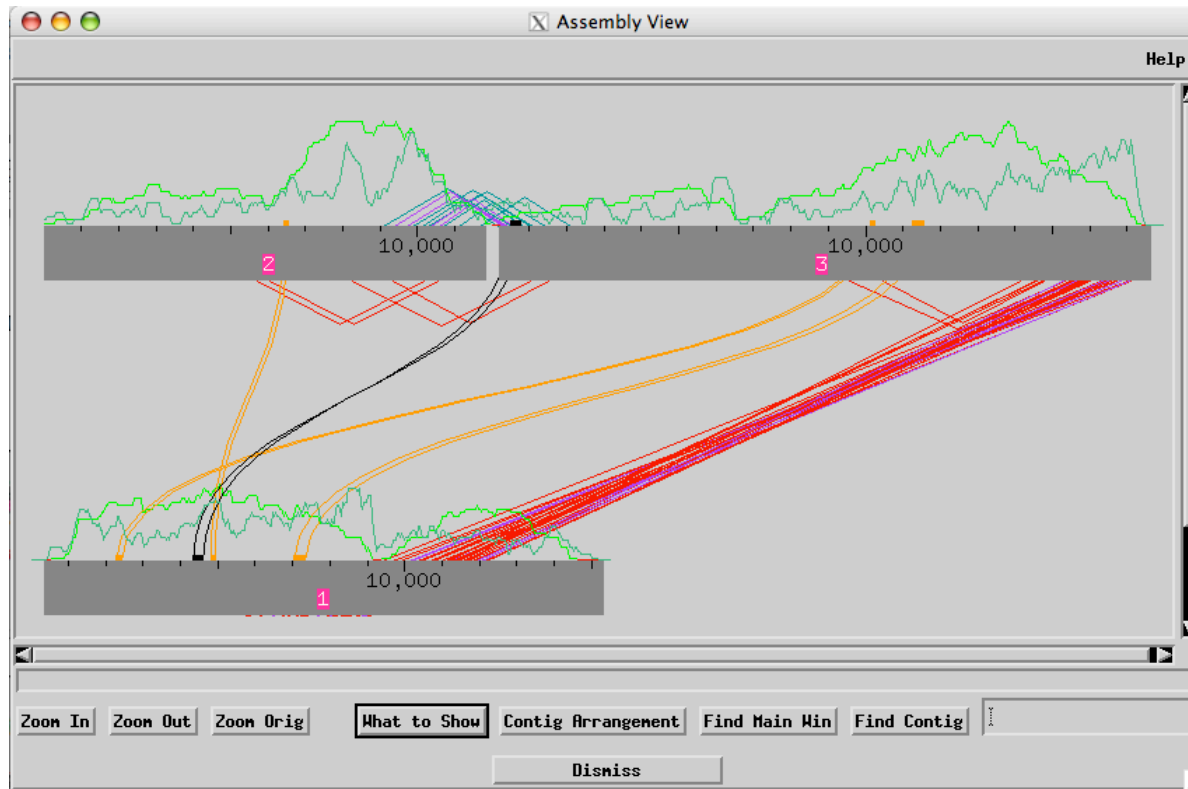 Assembly View
Help
10,000
10,000
2
3
10,000
1
Zoom In
Zoom Out
Zoom Orig
What to Show
Contig Arrangement
Find Main Win
Find Contig
Dismiss